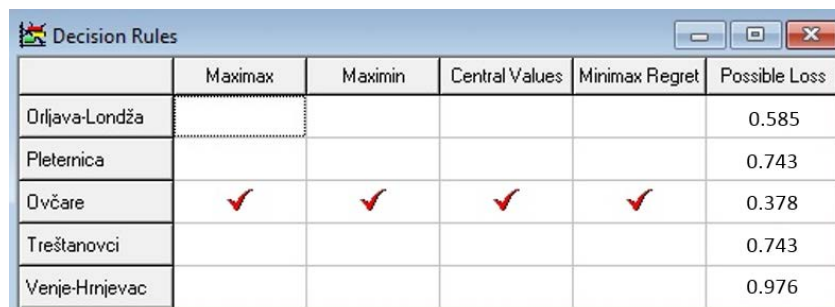 Decision Rules
Maximax Maximin Central Values Minimax Regret Possible Loss
Orljava-Londža 0.585
Pleternica 0.743
Ovčare 0.378
Treštanovci 0.743
Venje-Hrnjevac 0.976